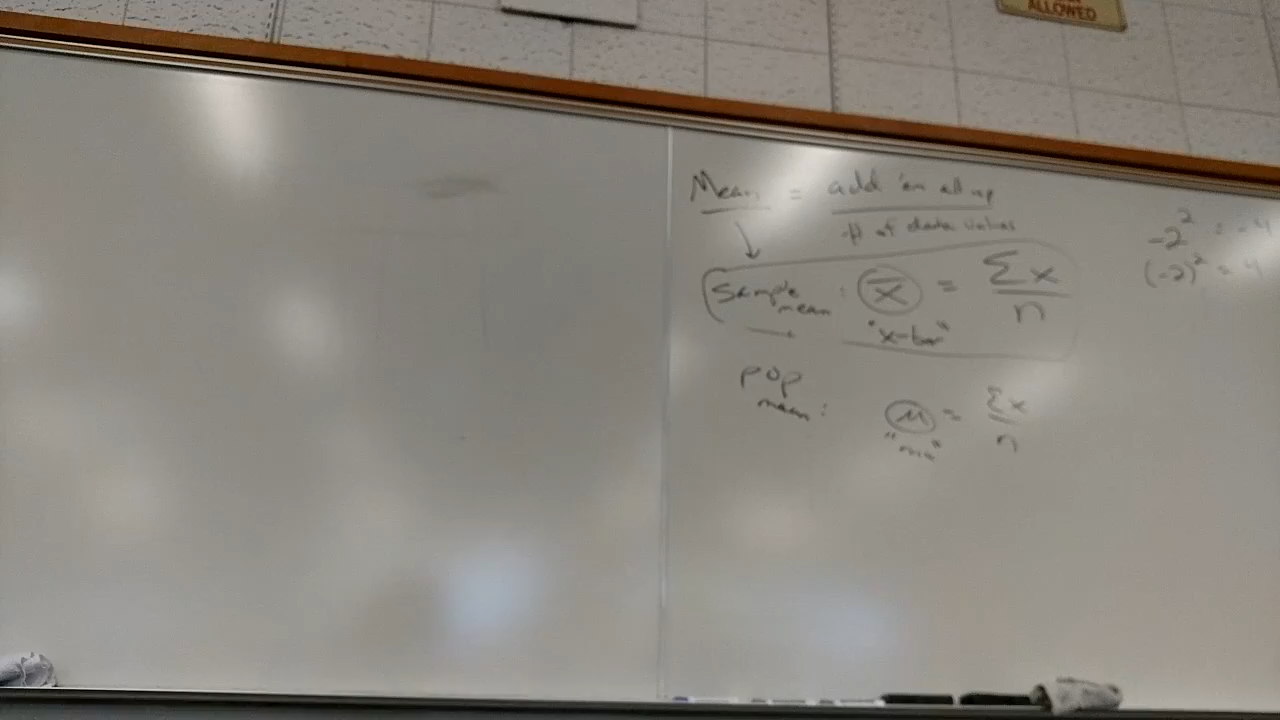 ALLOWED
Mean = add 'em all up
# of data values
Sample mean : x̄ = Σx
n
"x-bar"
pop
mean : μ = Σx
n
"mu"
-2² = -4
(-2)² = 4